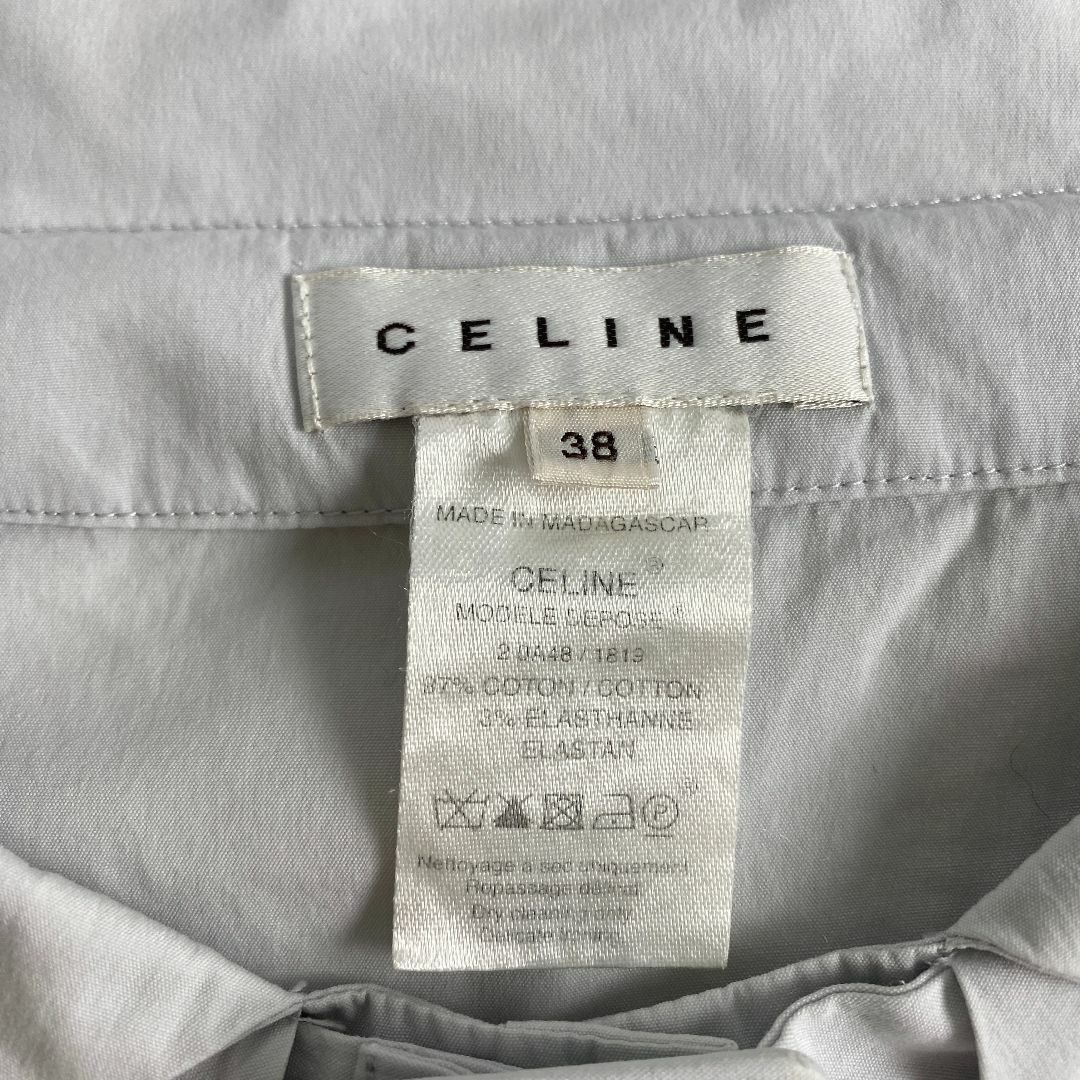 CELINE
38
MADE IN MADAGASCAR
CELINE®
MODELE DEPOSE®
2 0A48 / 1819
97% COTON / COTTON
3% ELASTHANNE
ELASTAN
P
Nettoyage a sec uniquement
Repassage délicat
Dry cleaning only
Delicate ironing